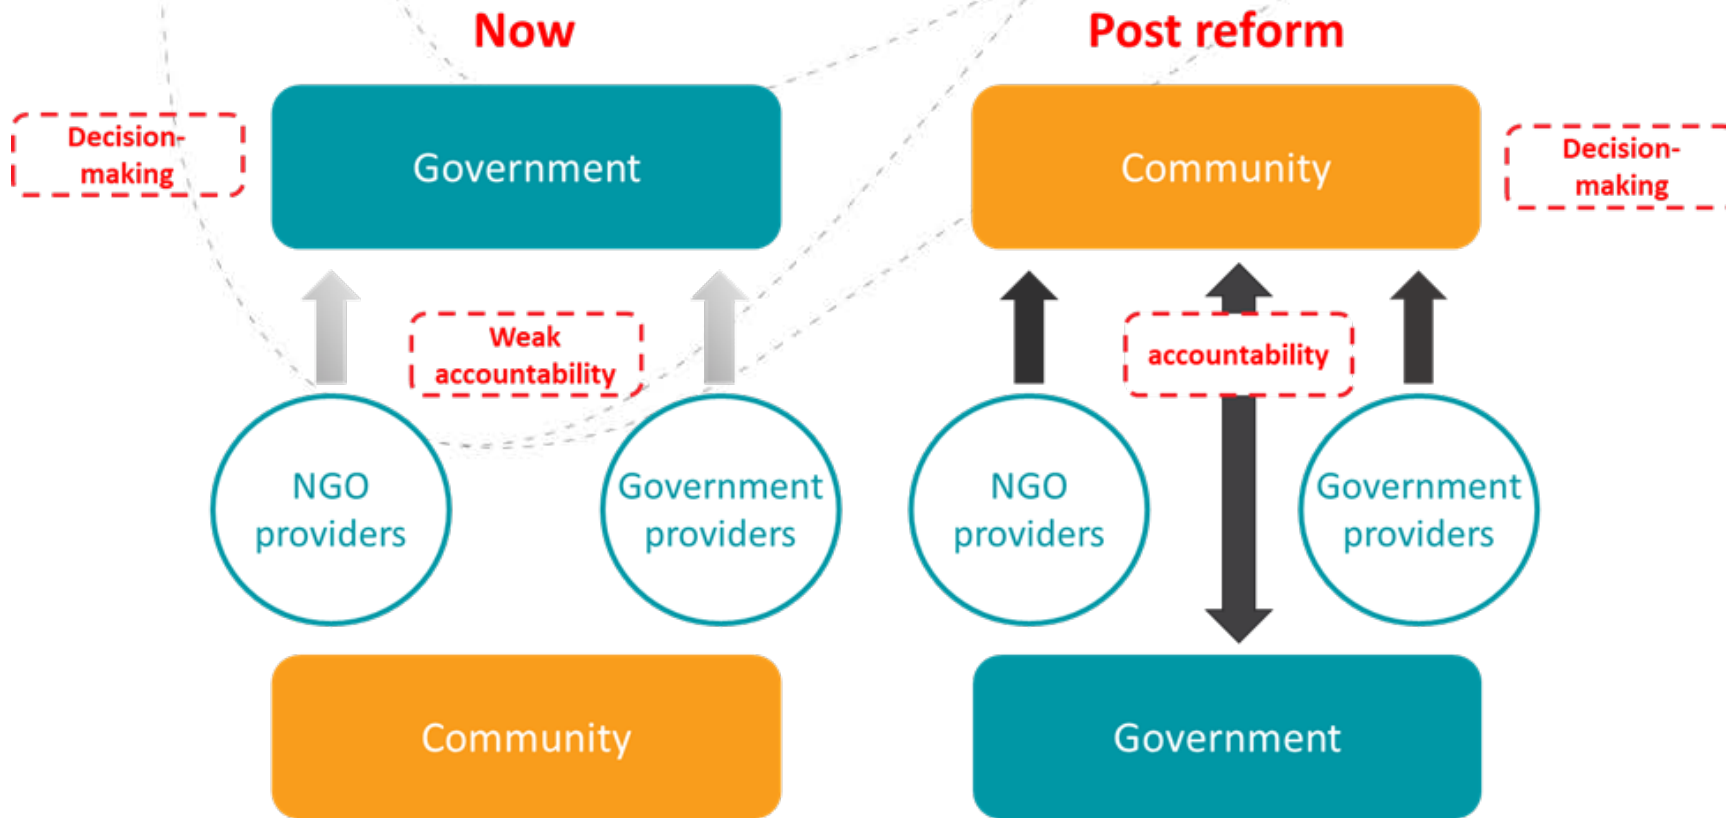 Now
Decision-
making
Government
Weak
accountability
NGO
providers
Government
providers
Community
Post reform
Community
Decision-
making
accountability
NGO
providers
Government
providers
Government